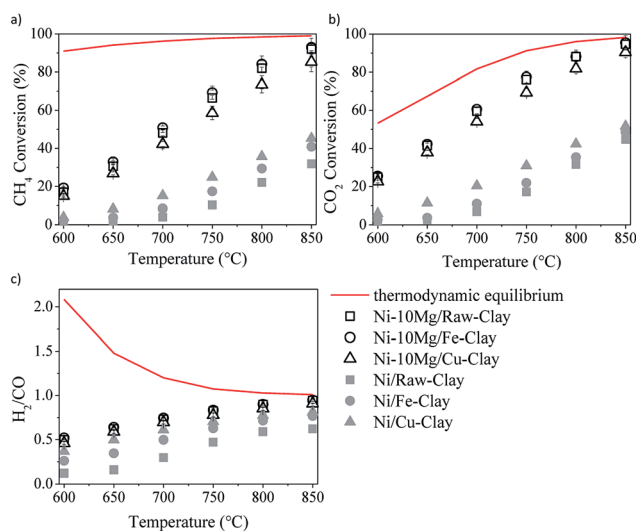 a)
CH₄ Conversion (%)
100
80
60
40
20
0
600 650 700 750 800 850
Temperature (°C)
b)
CO₂ Conversion (%)
100
80
60
40
20
0
600 650 700 750 800 850
Temperature (°C)
c)
H₂/CO
2.0
1.5
1.0
0.5
0.0
600 650 700 750 800 850
Temperature (°C)
thermodynamic equilibrium
Ni-10Mg/Raw-Clay
Ni-10Mg/Fe-Clay
Ni-10Mg/Cu-Clay
Ni/Raw-Clay
Ni/Fe-Clay
Ni/Cu-Clay